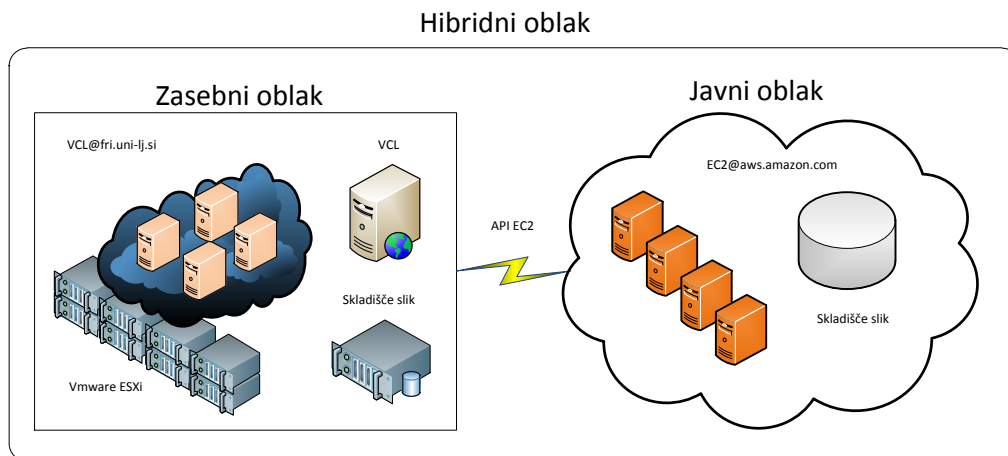 Hibridni oblak
Zasebni oblak
VCL@fri.uni-lj.si
VCL
Skladišče slik
Vmware ESXi
API EC2
Javni oblak
EC2@aws.amazon.com
Skladišče slik